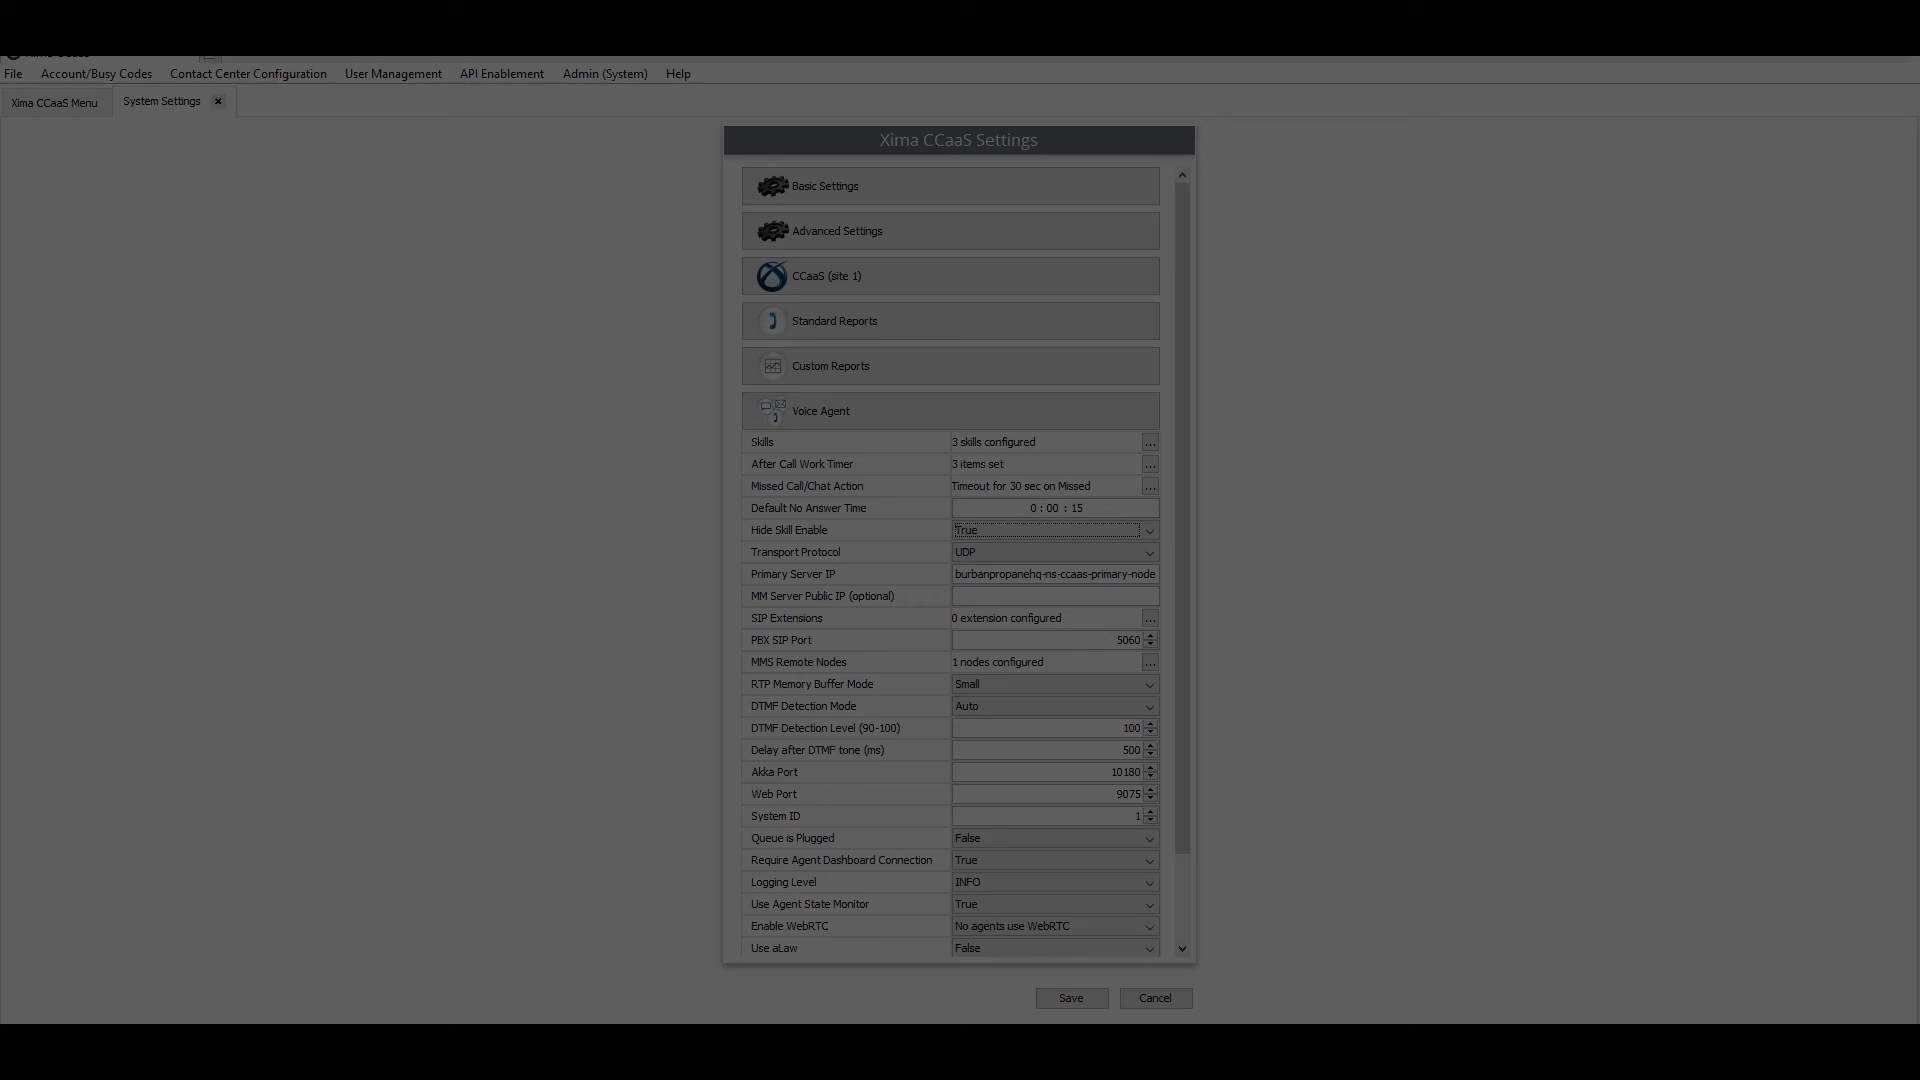 File Account/Busy Codes Contact Center Configuration User Management API Enablement Admin (System) Help
Xima CCaaS Menu System Settings
Xima CCaaS Settings
Basic Settings
Advanced Settings
CCaaS (site 1)
Standard Reports
Custom Reports
Voice Agent
Skills 3 skills configured ...
After Call Work Timer 3 items set ...
Missed Call/Chat Action Timeout for 30 sec on Missed ...
Default No Answer Time 0 : 00 : 15
Hide Skill Enable True
Transport Protocol UDP
Primary Server IP burbanpropanehq-ns-ccaas-primary-node
MM Server Public IP (optional)
SIP Extensions 0 extension configured ...
PBX SIP Port 5060
MMS Remote Nodes 1 nodes configured ...
RTP Memory Buffer Mode Small
DTMF Detection Mode Auto
DTMF Detection Level (90-100) 100
Delay after DTMF tone (ms) 500
Akka Port 10180
Web Port 9075
System ID 1
Queue is Plugged False
Require Agent Dashboard Connection True
Logging Level INFO
Use Agent State Monitor True
Enable WebRTC No agents use WebRTC
Use aLaw False
Save Cancel